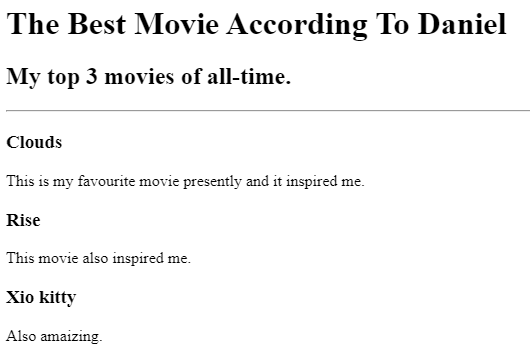 The Best Movie According To Daniel
My top 3 movies of all-time.
Clouds
This is my favourite movie presently and it inspired me.
Rise
This movie also inspired me.
Xio kitty
Also amaizing.